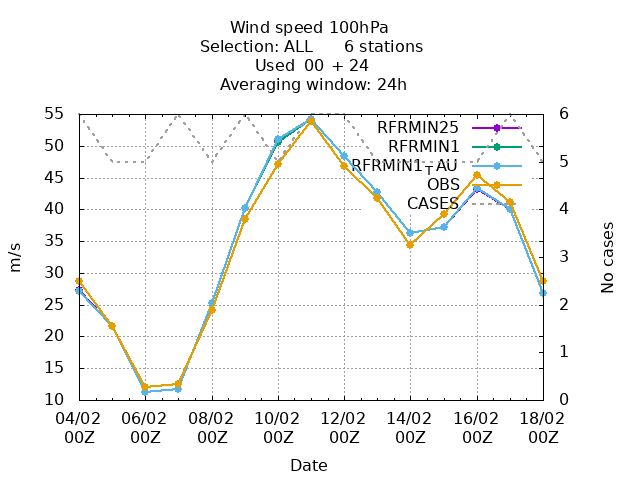 Wind speed 100hPa
Selection: ALL      6 stations
Used  00 + 24
Averaging window: 24h
55
50
45
40
35
30
25
20
15
10
m/s
6
5
4
3
2
1
0
No cases
RFRMIN25
RFRMIN1
RFRMIN1TAU
OBS
CASES
04/02 06/02 08/02 10/02 12/02 14/02 16/02 18/02
00Z 00Z 00Z 00Z 00Z 00Z 00Z 00Z
Date